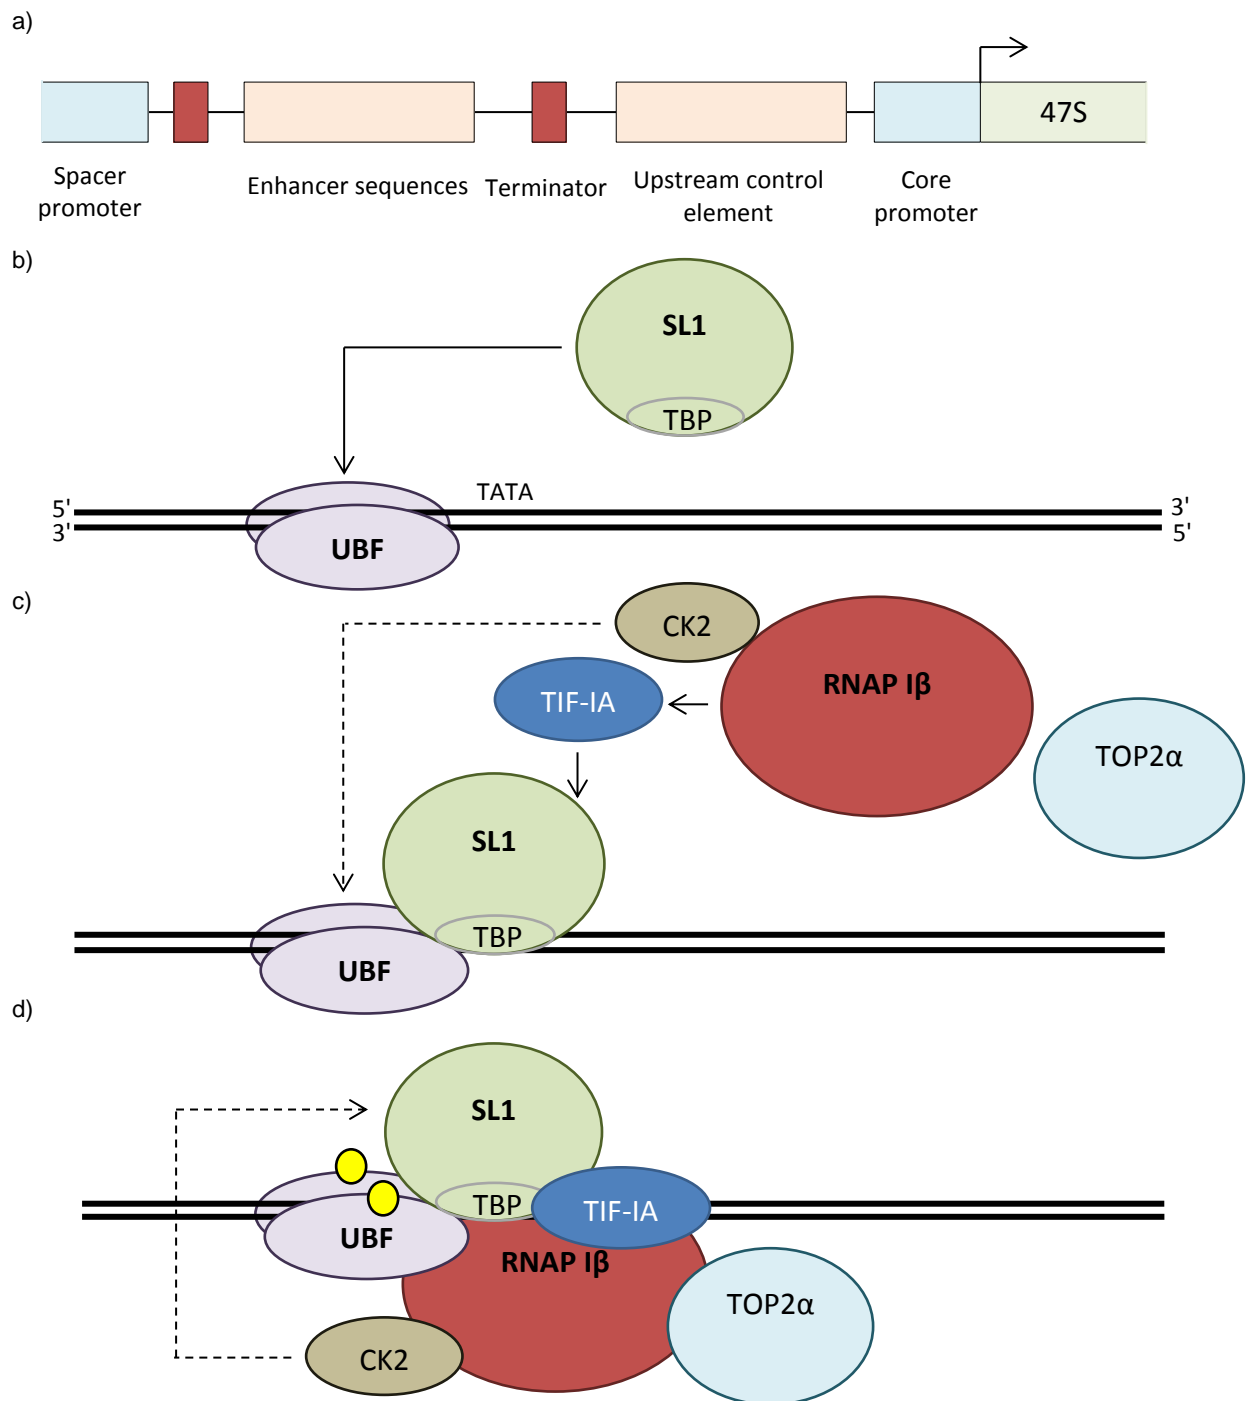 a)
47S
Spacer
promoter
Enhancer sequences
Terminator
Upstream control
element
Core
promoter
b)
SL1
TBP
TATA
5'
3'
3'
5'
UBF
c)
CK2
RNAP Iβ
TIF-IA
TOP2α
SL1
TBP
UBF
d)
SL1
TBP
TIF-IA
UBF
RNAP Iβ
TOP2α
CK2